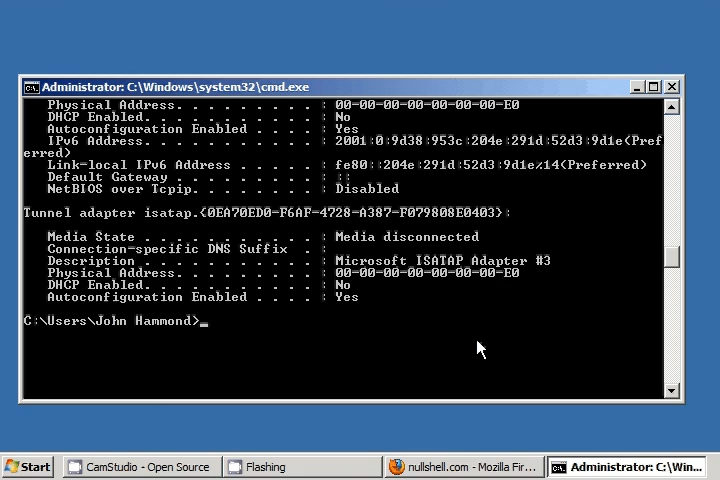 Administrator: C:\Windows\system32\cmd.exe
Physical Address. . . . . . . . . : 00-00-00-00-00-00-00-E0
DHCP Enabled. . . . . . . . . . . : No
Autoconfiguration Enabled . . . . : Yes
IPv6 Address. . . . . . . . . . . : 2001:0:9d38:953c:204e:291d:52d3:9d1e(Pref
erred)
Link-local IPv6 Address . . . . . : fe80::204e:291d:52d3:9d1e%14(Preferred)
Default Gateway . . . . . . . . . : ::
NetBIOS over Tcpip. . . . . . . . : Disabled
Tunnel adapter isatap.{0EA70ED0-F6AF-4728-A387-F079808E0403}:
Media State . . . . . . . . . . . : Media disconnected
Connection-specific DNS Suffix  . :
Description . . . . . . . . . . . : Microsoft ISATAP Adapter #3
Physical Address. . . . . . . . . : 00-00-00-00-00-00-00-E0
DHCP Enabled. . . . . . . . . . . : No
Autoconfiguration Enabled . . . . : Yes
C:\Users\John Hammond>_
Start CamStudio - Open Source Flashing nullshell.com - Mozilla Fir... Administrator: C:\Win...